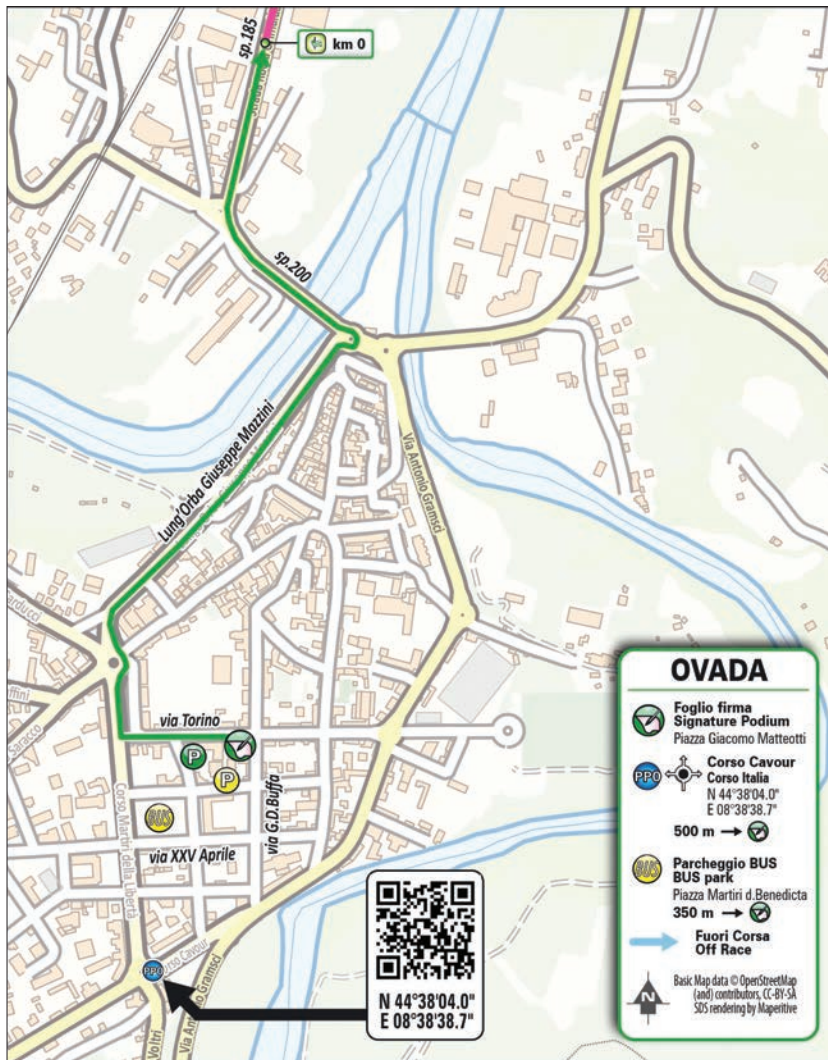 sp.185
km 0
sp.200
Lung'Orba Giuseppe Mazzini
Via Antonio Gramsci
via Torino
P
P
BUS
Corso Martiri della Libertà
via G.D.Buffa
via XXV Aprile
PPO
Via Antonio Gramsci
Voltri
N 44°38'04.0"
E 08°38'38.7"
OVADA
Foglio firma
Signature Podium
Piazza Giacomo Matteotti
PPO
Corso Cavour
Corso Italia
N 44°38'04.0"
E 08°38'38.7"
500 m
BUS
Parcheggio BUS
BUS park
Piazza Martiri d.Benedicta
350 m
Fuori Corsa
Off Race
N
Basic Map data © OpenStreetMap
(and) contributors, CC-BY-SA
SDS rendering by Maperitive